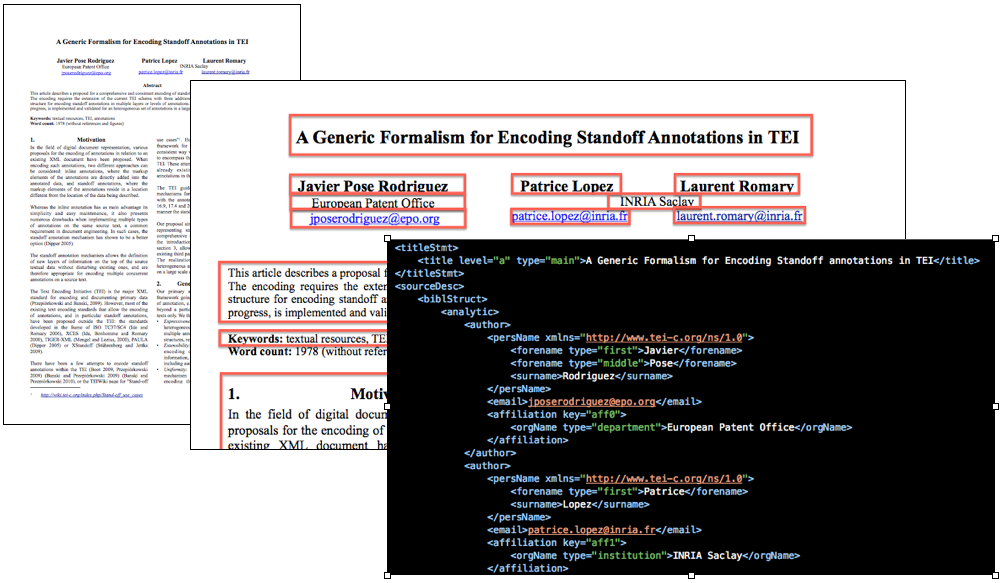 A Generic Formalism for Encoding Standoff Annotations in TEI
Javier Pose Rodriguez
Patrice Lopez
Laurent Romary
European Patent Office
INRIA Saclay
jposerodriguez@epo.org
patrice.lopez@inria.fr
laurent.romary@inria.fr
Abstract
This article describes a proposal for a comprehensive and consistent encoding of
The encoding requires the extension of the current TEI schema with three
structure for encoding standoff annotations in multiple layers or levels of
progress, is implemented and validated for an heterogeneous set of annotations in a large
Keywords: textual resources, TEI, annotations
Word count: 1978 (without references and figures)
1. Motivation
In the field of digital document representation, various
proposals for the encoding of annotations in relation to an
existing XML document have been proposed. When
encoding such annotations, two different approaches can
be considered: inline annotations, where the markup
elements of the annotations are directly added into the
annotated data, and standoff annotations, where the
markup elements of the annotations reside in a location
different from the location of the data being described.
Whereas the inline annotation has as main advantage its
simplicity and easy maintenance, it also presents
numerous drawbacks when implementing multiple types
of annotations on the same source text, a common
requirement in document engineering. In such cases, the
standoff annotation mechanism has shown to be a better
option (Dipper 2005).
The standoff mechanism allows the definition
of new layers of information on the top of the source
textual data without disturbing existing ones, and are
therefore appropriate for encoding multiple concurrent
annotations on a source text.
The Text Encoding Initiative (TEI) is the major XML
standard for encoding and documenting primary data
(Przepiórkowski and Bański, 2009). However, most of the
existing text encoding standards that allow the encoding
of annotations, and in particular standoff annotations,
have been proposed outside the TEI: the standards
developed in the frame of ISO TC37/SC4 (Ide and
Romary 2006), XCES (Ide, Bonhomme and Romary
2000), TIGER-XML (Mengel and Lezius, 2000), PAULA
(Dipper 2005) or XStandoff (Stührenberg and Jettka
2009).
There have been a few attempts to encode standoff
annotations within the TEI (Boot 2009, Przepiórkowski
2009) (Bański and Przepiórkowski 2009) (Bański and
Przepiórkowski 2010), or the TEIWiki page for "Stand-off
http://wiki.tei-c.org/index.php/Stand-off_use_cases
A Generic Formalism for Encoding Standoff Annotations in TEI
Javier Pose Rodriguez
Patrice Lopez
Laurent Romary
European Patent Office
INRIA Saclay
jposerodriguez@epo.org
patrice.lopez@inria.fr
laurent.romary@inria.fr
This article describes a proposal f
The encoding requires the exten
structure for encoding standoff a
progress, is implemented and vali
Keywords: textual resources, TE
Word count: 1978 (without refer
1. Moti
In the field of digital docum
proposals for the encoding of
existing XML document ha
<titleStmt>
<title level="a" type="main">A Generic Formalism for Encoding Standoff annotations in TEI</title>
</titleStmt>
<sourceDesc>
<biblStruct>
<analytic>
<author>
<persName xmlns="http://www.tei-c.org/ns/1.0">
<forename type="first">Javier</forename>
<forename type="middle">Pose</forename>
<surname>Rodriguez</surname>
</persName>
<email>jposerodriguez@epo.org</email>
<affiliation key="aff0">
<orgName type="department">European Patent Office</orgName>
</affiliation>
</author>
<author>
<persName xmlns="http://www.tei-c.org/ns/1.0">
<forename type="first">Patrice</forename>
<surname>Lopez</surname>
</persName>
<email>patrice.lopez@inria.fr</email>
<affiliation key="aff1">
<orgName type="institution">INRIA Saclay</orgName>
</affiliation>